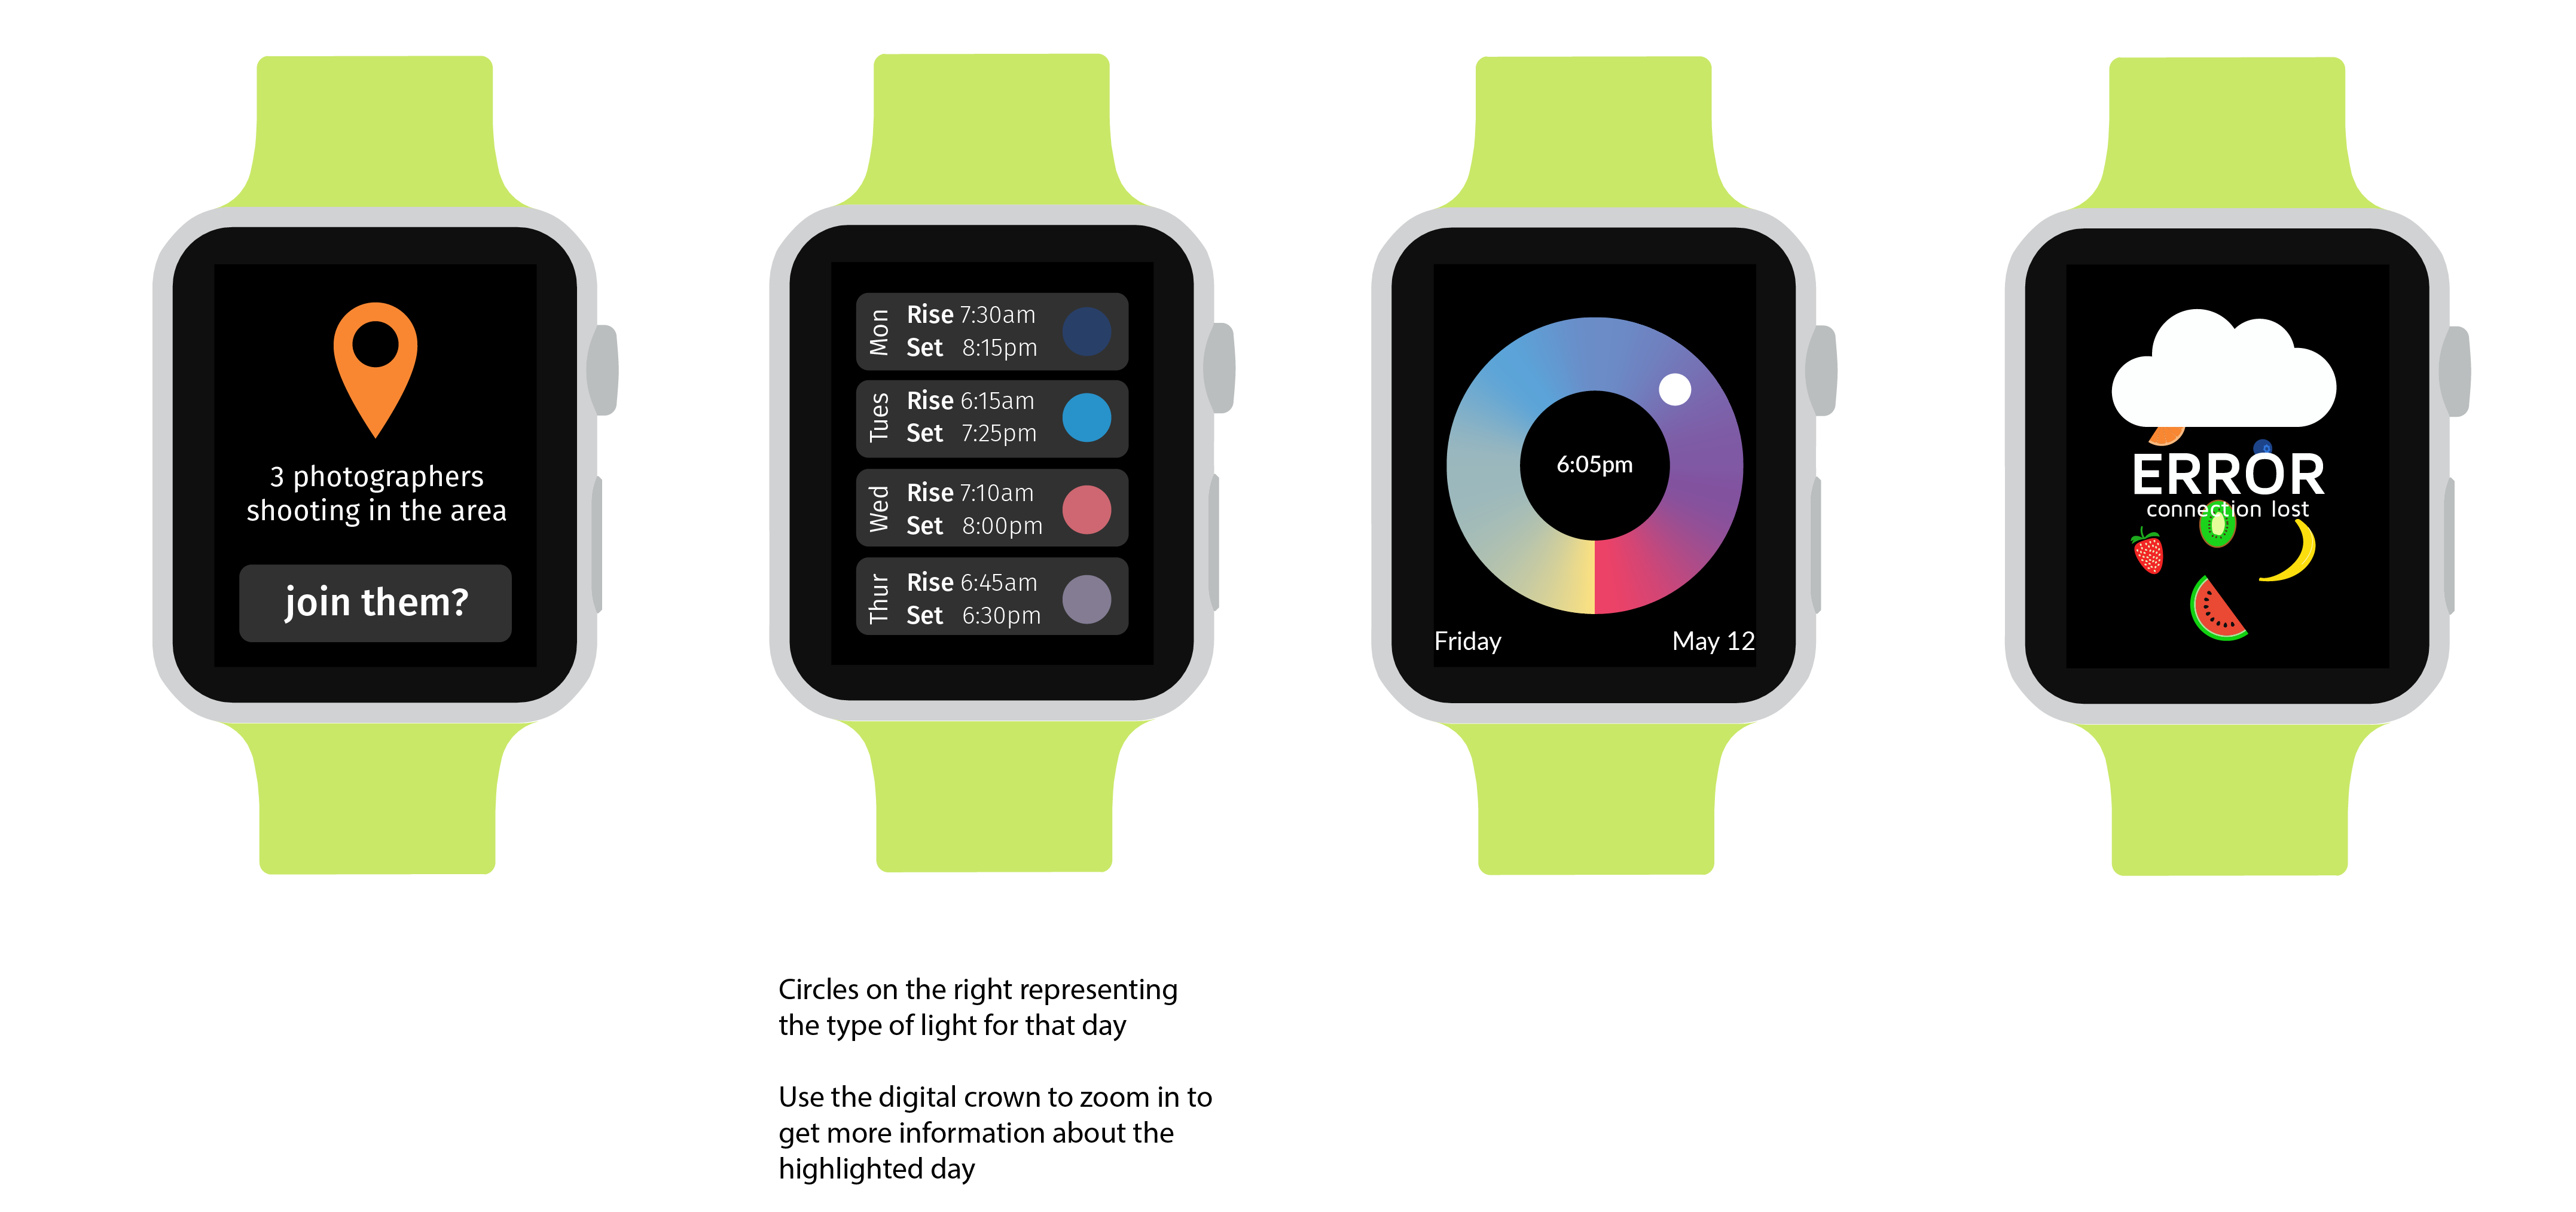 3 photographers
shooting in the area
join them?
Mon
Rise 7:30am
Set 8:15pm
Tues
Rise 6:15am
Set 7:25pm
Wed
Rise 7:10am
Set 8:00pm
Thur
Rise 6:45am
Set 6:30pm
6:05pm
Friday
May 12
ERROR
connection lost
Circles on the right representing
the type of light for that day
Use the digital crown to zoom in to
get more information about the
highlighted day